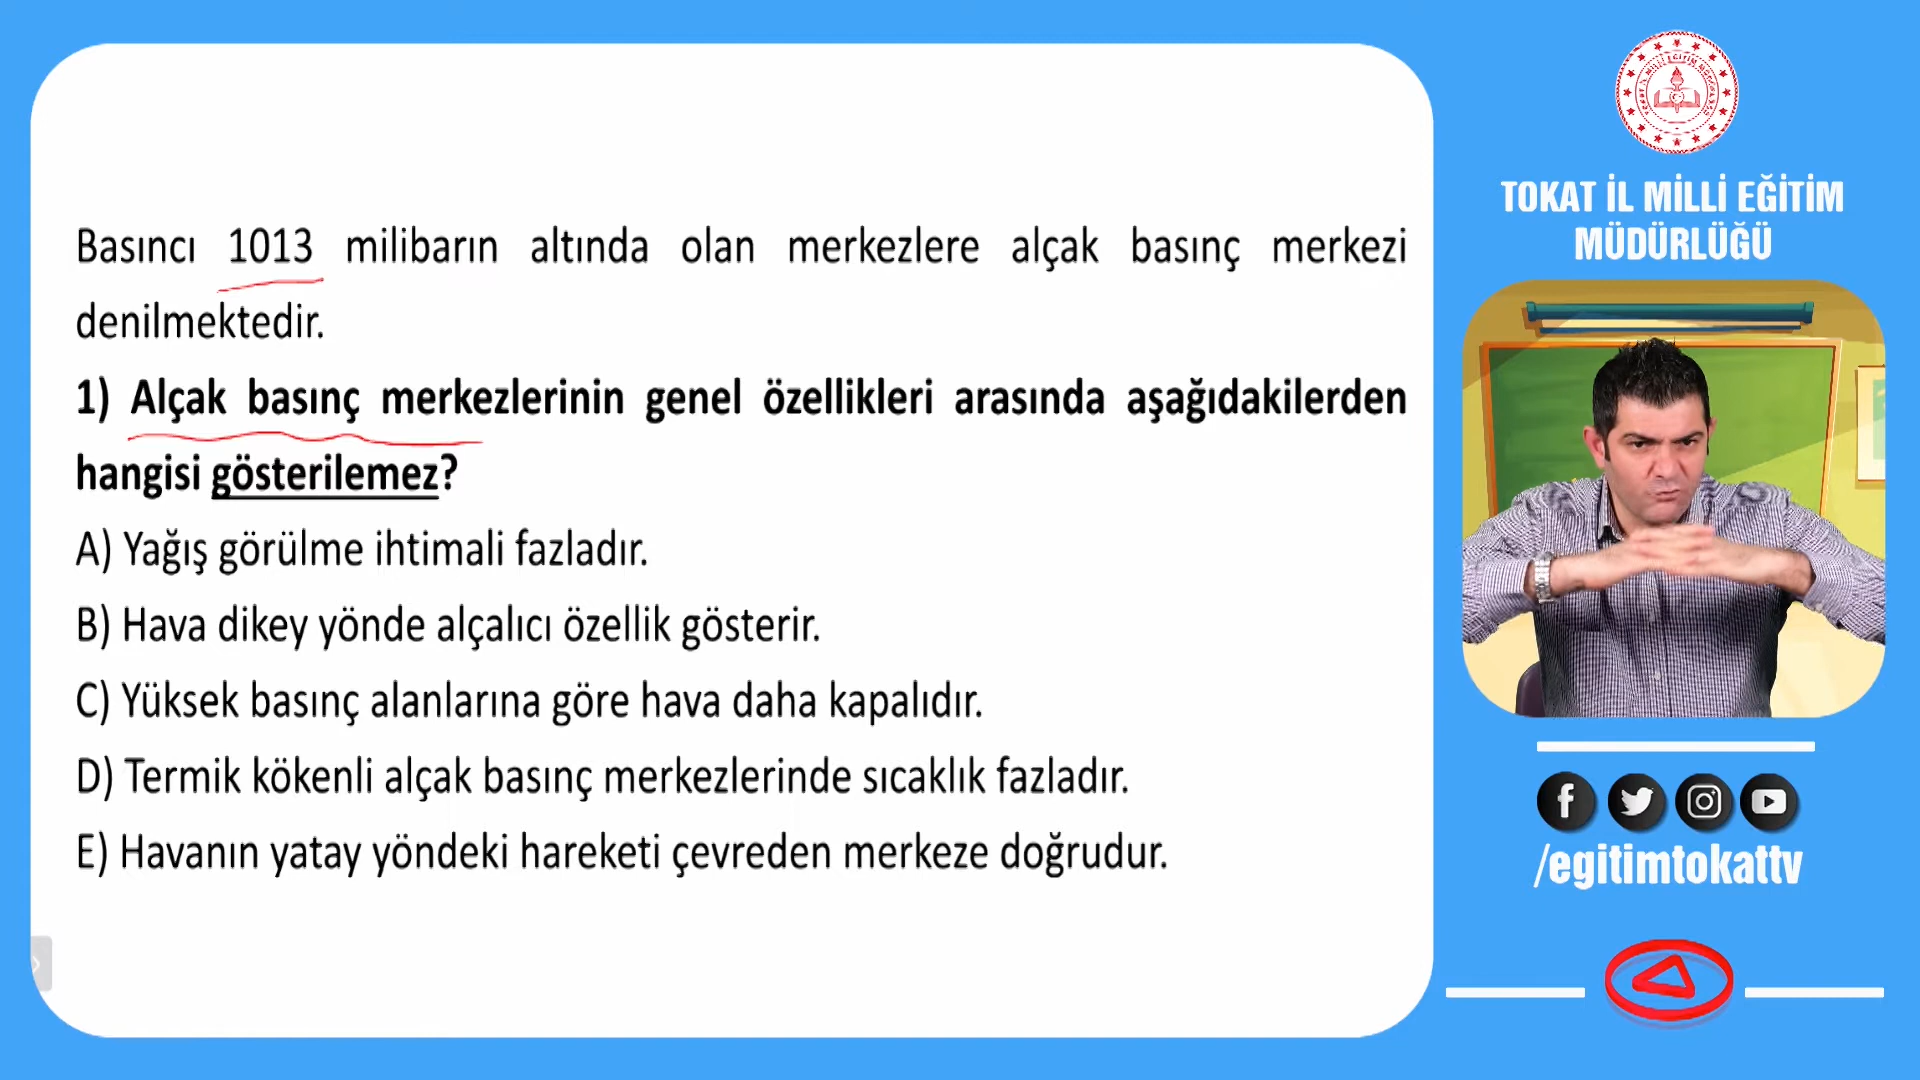 Basıncı 1013 milibarın altında olan merkezlere alçak basınç merkezi
denilmektedir.
1) Alçak basınç merkezlerinin genel özellikleri arasında aşağıdakilerden
hangisi gösterilemez?
A) Yağış görülme ihtimali fazladır.
B) Hava dikey yönde alçalıcı özellik gösterir.
C) Yüksek basınç alanlarına göre hava daha kapalıdır.
D) Termik kökenli alçak basınç merkezlerinde sıcaklık fazladır.
E) Havanın yatay yöndeki hareketi çevreden merkeze doğrudur.
TOKAT İL MİLLİ EĞİTİM
MÜDÜRLÜĞÜ
/egitimtokattv